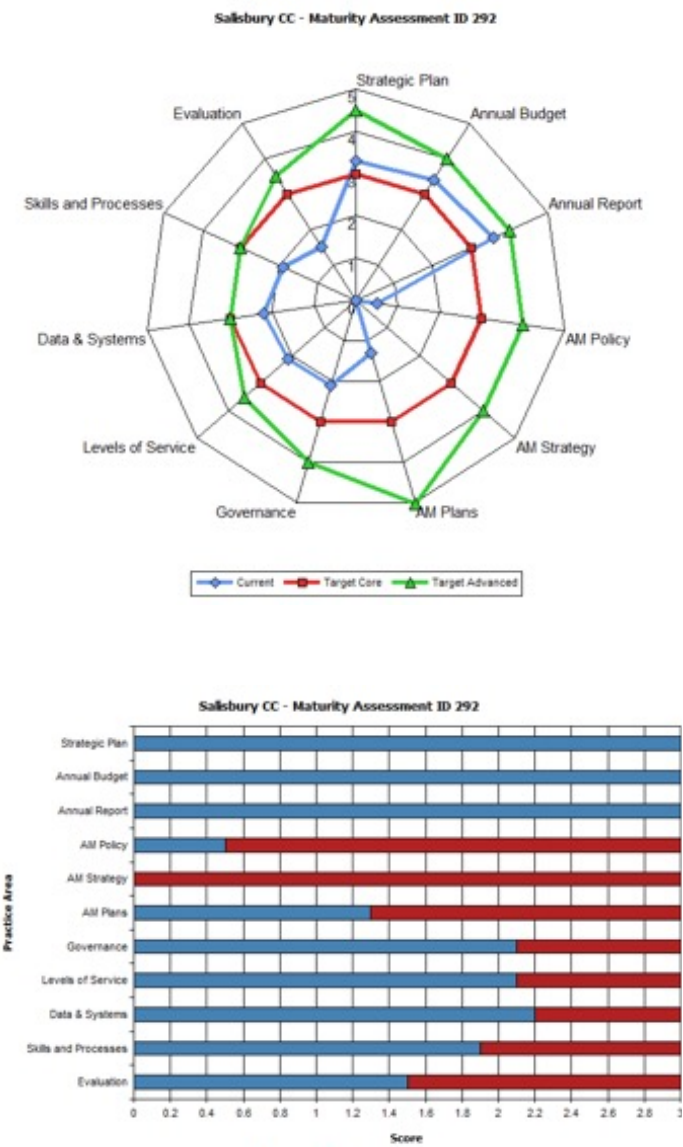 Salisbury CC - Maturity Assessment ID 292
Strategic Plan
5
Evaluation
Annual Budget
4
Skills and Processes
3
Annual Report
2
1
0
Data & Systems
AM Policy
Levels of Service
AM Strategy
Governance
AM Plans
Current
Target Core
Target Advanced
Salisbury CC - Maturity Assessment ID 292
Strategic Plan
Annual Budget
Annual Report
AM Policy
AM Strategy
Practice Area
AM Plans
Governance
Levels of Service
Data & Systems
Skills and Processes
Evaluation
0 0.2 0.4 0.6 0.8 1 1.2 1.4 1.6 1.8 2 2.2 2.4 2.6 2.8 3
Score